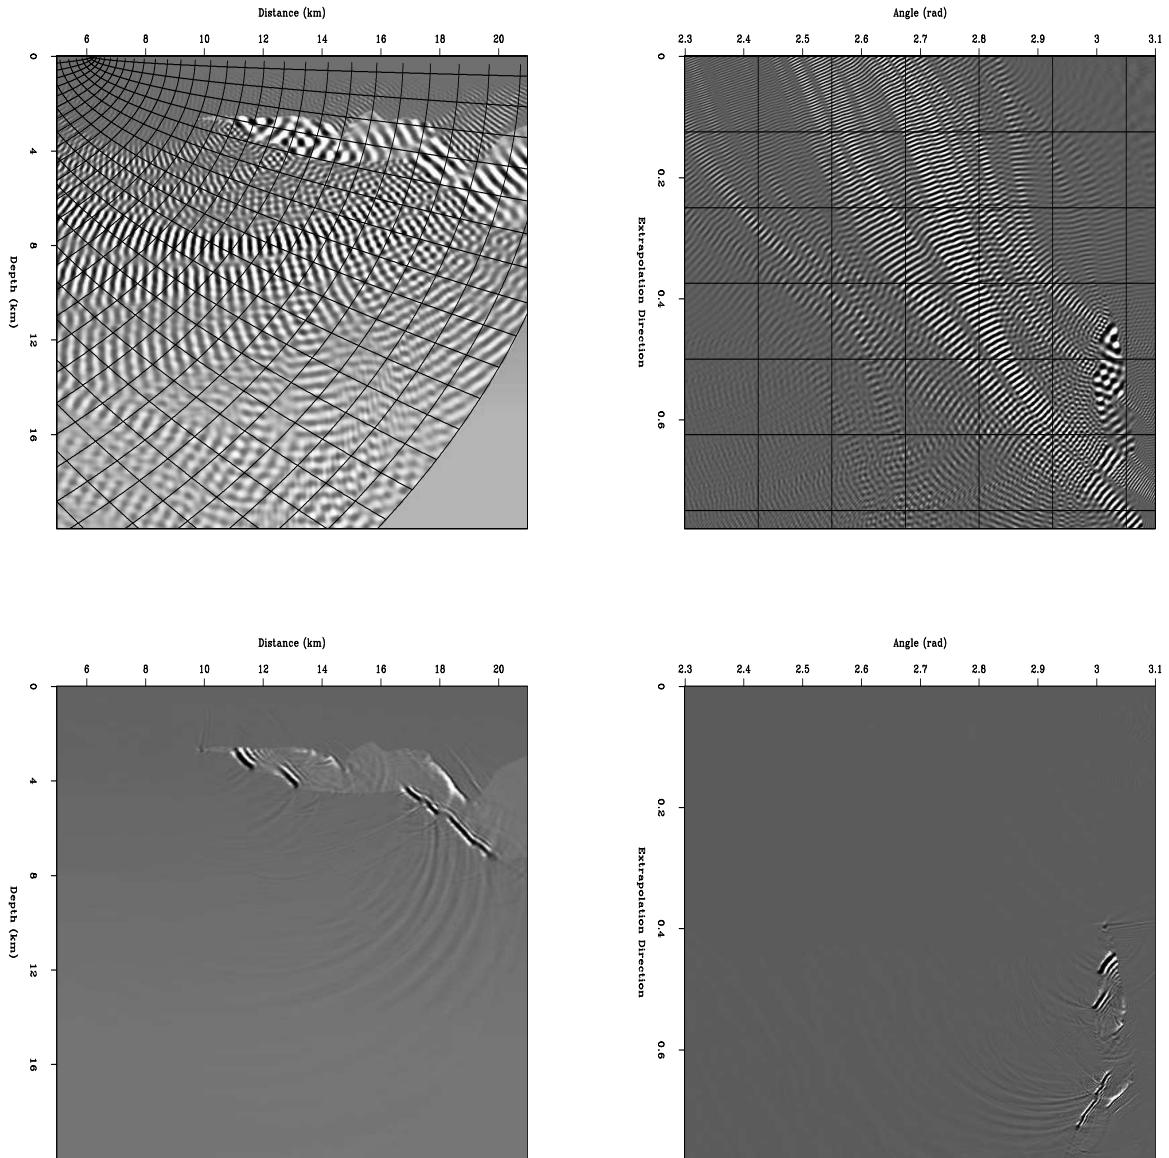 Distance (km)
6 8 10 12 14 16 18 20
0
4
8
12
16
Depth (km)
Angle (rad)
2.3 2.4 2.5 2.6 2.7 2.8 2.9 3 3.1
0
0.2
0.4
0.6
Extrapolation Direction
Distance (km)
6 8 10 12 14 16 18 20
0
4
8
12
16
Depth (km)
Angle (rad)
2.3 2.4 2.5 2.6 2.7 2.8 2.9 3 3.1
0
0.2
0.4
0.6
Extrapolation Direction